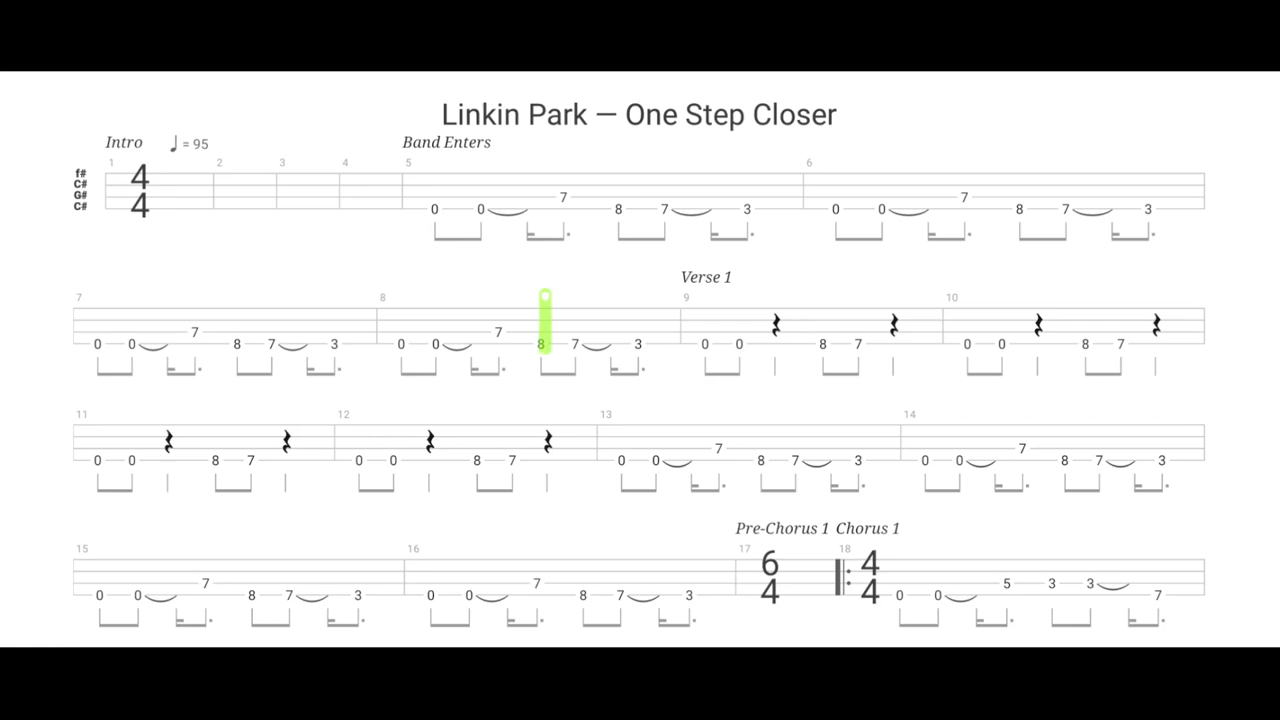 Linkin Park — One Step Closer
Intro ♩ = 95 Band Enters
1 2 3 4 5 6
f#
C#
G#
C#
4
4
7 7
0 0 8 7 3 0 0 8 7 3
Verse 1
7 8 9 10
7 7
0 0 8 7 3 0 0 8 7 3 0 0 8 7 0 0 8 7
11 12 13 14
7 7
0 0 8 7 0 0 8 7 0 0 8 7 3 0 0 8 7 3
Pre-Chorus 1 Chorus 1
15 16 17 18
6 4
4 4
7 7 5 3 3
0 0 8 7 3 0 0 8 7 3 0 0 7